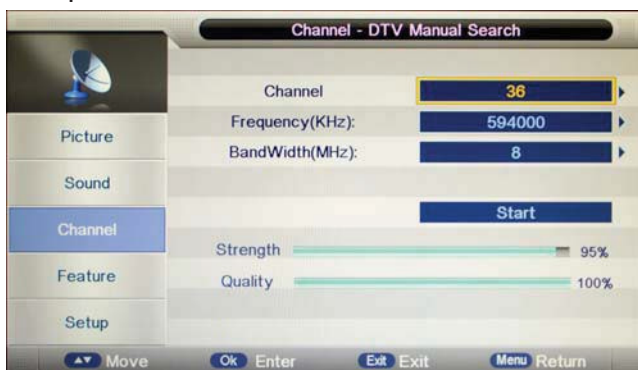 Channel - DTV Manual Search
Picture
Sound
Channel
Feature
Setup
Channel 36
Frequency(KHz): 594000
BandWidth(MHz): 8
Start
Strength 95%
Quality 100%
Move Ok Enter Exit Exit Menu Return